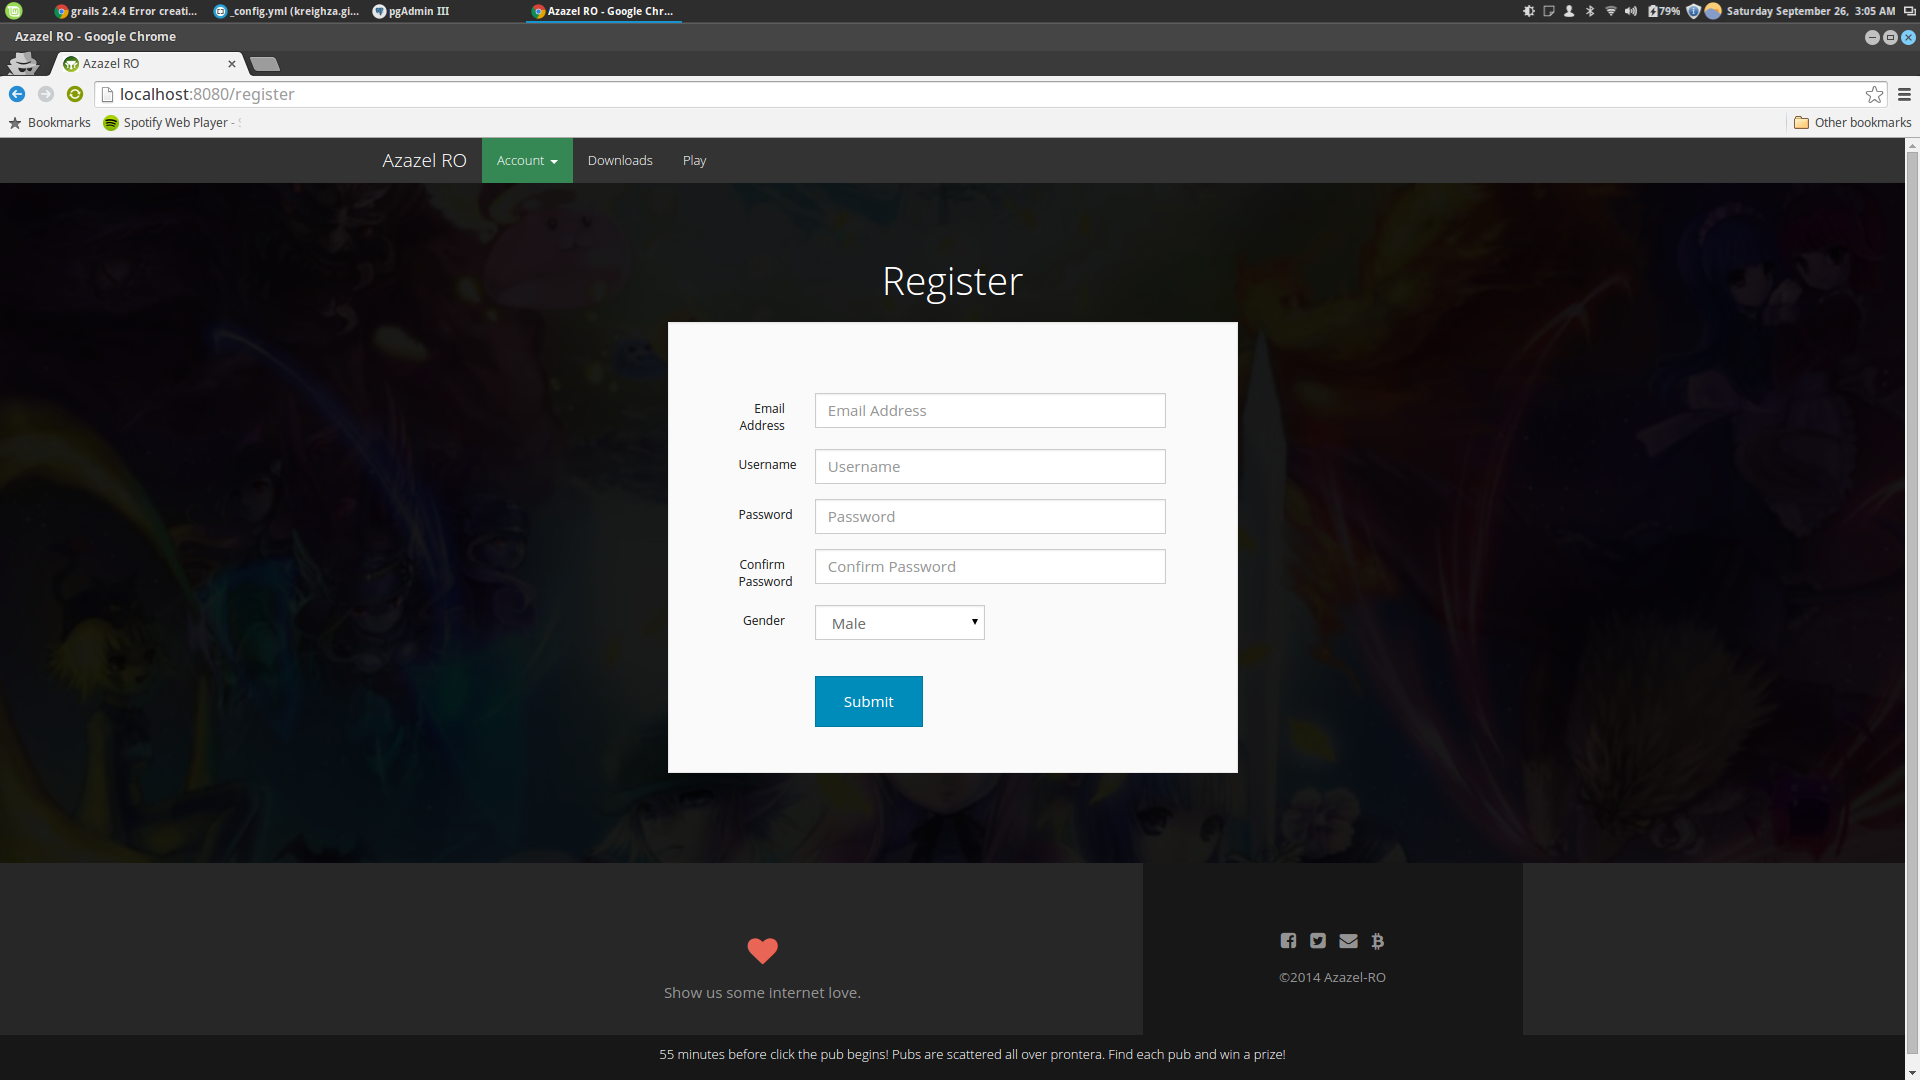 grails 2.4.4 Error creati...
_config.yml (kreighza.gi...
pgAdmin III
Azazel RO - Google Chr...
79%
Saturday September 26, 3:05 AM
Azazel RO - Google Chrome
Azazel RO
localhost:8080/register
Bookmarks
Spotify Web Player -
Other bookmarks
Azazel RO
Account
Downloads
Play
Register
Email
Address
Email Address
Username
Username
Password
Password
Confirm
Password
Confirm Password
Gender
Male
Submit
Show us some internet love.
©2014 Azazel-RO
55 minutes before click the pub begins! Pubs are scattered all over prontera. Find each pub and win a prize!